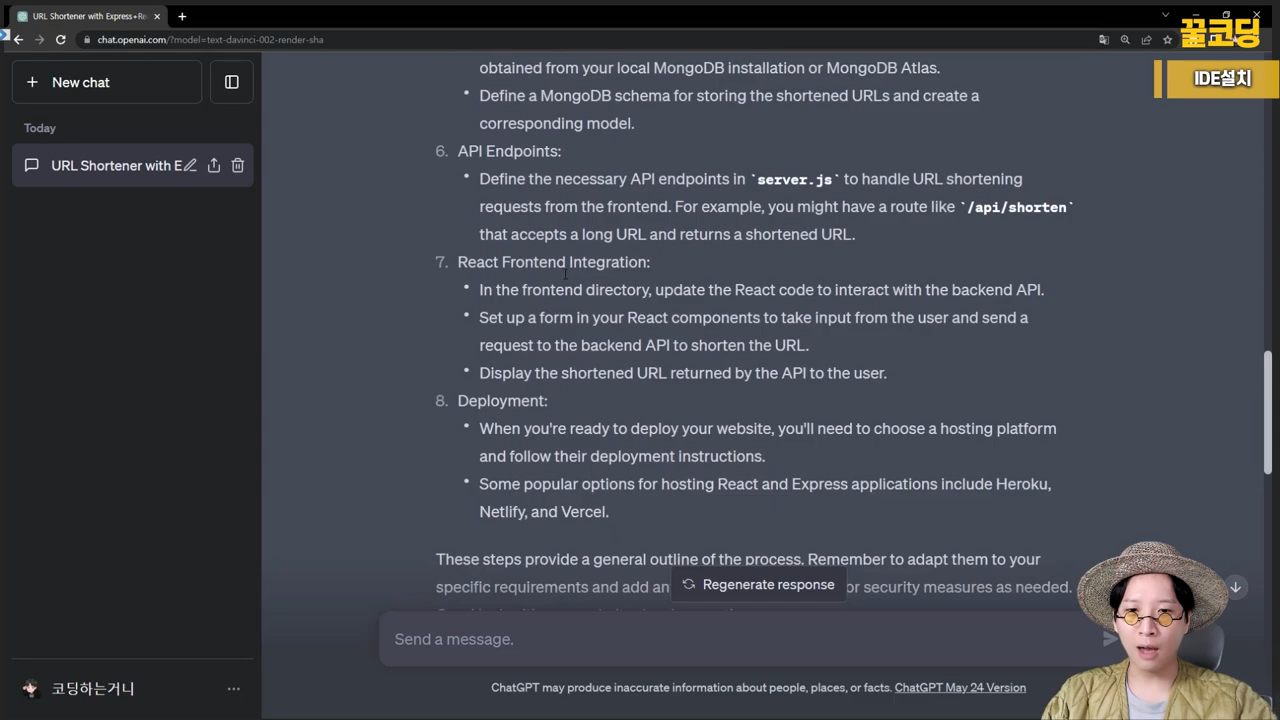 URL Shortener with Express+Re
chat.openai.com/?model=text-davinci-002-render-sha
꿀코딩
IDE설치
New chat
Today
URL Shortener with E
코딩하는거니
obtained from your local MongoDB installation or MongoDB Atlas.
• Define a MongoDB schema for storing the shortened URLs and create a
corresponding model.
6. API Endpoints:
• Define the necessary API endpoints in `server.js` to handle URL shortening
requests from the frontend. For example, you might have a route like `/api/shorten`
that accepts a long URL and returns a shortened URL.
7. React Frontend Integration:
• In the frontend directory, update the React code to interact with the backend API.
• Set up a form in your React components to take input from the user and send a
request to the backend API to shorten the URL.
• Display the shortened URL returned by the API to the user.
8. Deployment:
• When you're ready to deploy your website, you'll need to choose a hosting platform
and follow their deployment instructions.
• Some popular options for hosting React and Express applications include Heroku,
Netlify, and Vercel.
These steps provide a general outline of the process. Remember to adapt them to your
specific requirements and add an
or security measures as needed.
Regenerate response
Send a message.
ChatGPT may produce inaccurate information about people, places, or facts. ChatGPT May 24 Version